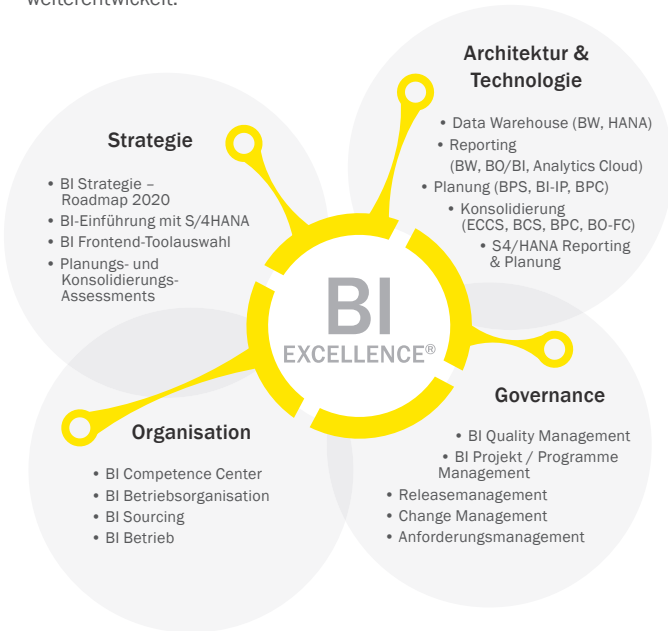 weiterentwickelt.
Architektur &
Technologie
• Data Warehouse (BW, HANA)
• Reporting
(BW, BO/BI, Analytics Cloud)
• Planung (BPS, BI-IP, BPC)
• Konsolidierung
(ECCS, BCS, BPC, BO-FC)
• S4/HANA Reporting
& Planung
Strategie
• BI Strategie –
Roadmap 2020
• BI-Einführung mit S/4HANA
• BI Frontend-Toolauswahl
• Planungs- und
Konsolidierungs-
Assessments
BI
EXCELLENCE®
Governance
• BI Quality Management
• BI Projekt / Programme
Management
• Releasemanagement
• Change Management
• Anforderungsmanagement
Organisation
• BI Competence Center
• BI Betriebsorganisation
• BI Sourcing
• BI Betrieb